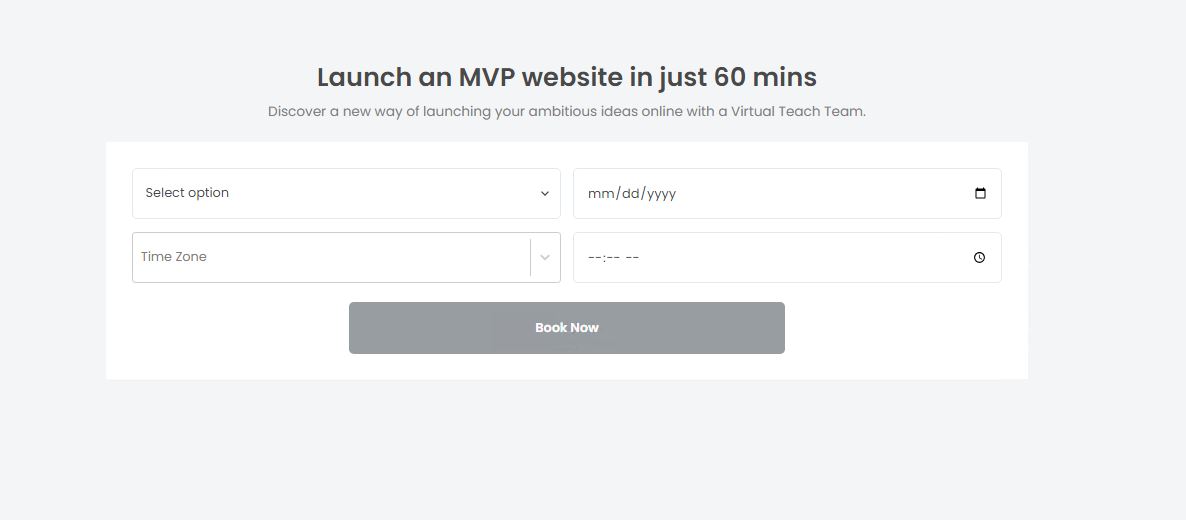 Launch an MVP website in just 60 mins
Discover a new way of launching your ambitious ideas online with a Virtual Teach Team.
Select option
mm/dd/yyyy
Time Zone
--:-- --
Book Now